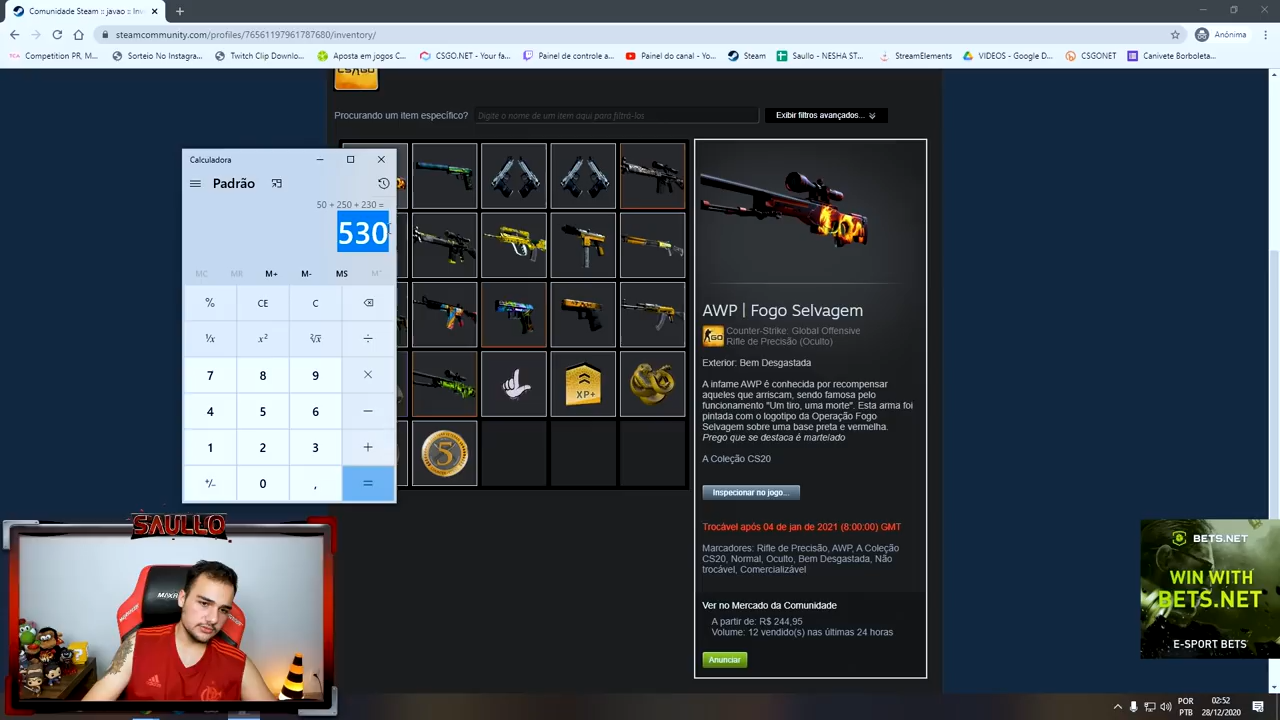 Comunidade Steam :: javao :: Inv
steamcommunity.com/profiles/76561197961787680/inventory/
Anónima
Competition PR, M...
Sorteio No Instagra...
Twitch Clip Downlo...
Aposta em jogos C...
CSGO.NET - Your fa...
Painel de controle a...
Painel do canal - Yo...
Steam
Saullo - NESHA ST...
StreamElements
VIDEOS - Google D...
CSGONET
Canivete Borboleta...
CS GO
Procurando um item específico?
Digite o nome de um item aqui para filtrá-los
Exibir filtros avançados...
Calculadora
Padrão
50 + 250 + 230 =
530
MC MR M+ M- MS M˅
% CE C
⅟x x² ²√x ÷
7 8 9 ×
4 5 6 −
1 2 3 +
+/− 0 , =
XP+
5
AWP | Fogo Selvagem
GO
Counter-Strike: Global Offensive
Rifle de Precisão (Oculto)
Exterior: Bem Desgastada
A infame AWP é conhecida por recompensar
aqueles que arriscam, sendo famosa pelo
funcionamento "Um tiro, uma morte". Esta arma foi
pintada com o logotipo da Operação Fogo
Selvagem sobre uma base preta e vermelha.
Prego que se destaca é martelado
A Coleção CS20
Inspecionar no jogo...
Trocável após 04 de jan de 2021 (8:00:00) GMT
Marcadores: Rifle de Precisão, AWP, A Coleção
CS20, Normal, Oculto, Bem Desgastada, Não
trocável, Comercializável
Ver no Mercado da Comunidade
A partir de: R$ 244,95
Volume: 12 vendido(s) nas últimas 24 horas
Anunciar
SAULLO
BETS.NET
WIN WITH
BETS.NET
E-SPORT BETS
POR
PTB
02:52
28/12/2020